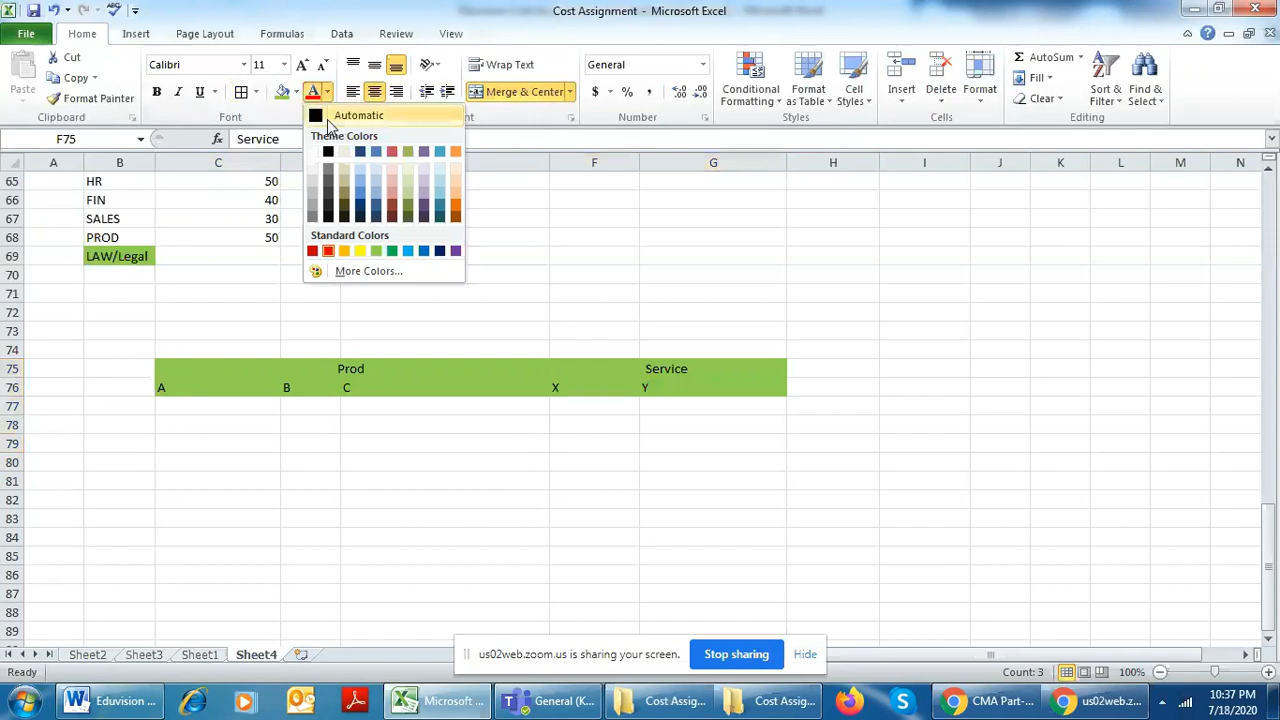 Cost Assignment - Microsoft Excel
File Home Insert Page Layout Formulas Data Review View
Cut
Copy
Format Painter
Paste
Clipboard
Calibri 11
B I U A
Font
Wrap Text
Merge & Center
General
$ % ,
Number
Conditional Formatting
Format as Table
Cell Styles
Styles
Insert Delete Format
Cells
AutoSum
Fill
Clear
Sort & Filter
Find & Select
Editing
Automatic
Theme Colors
Standard Colors
More Colors...
F75 fx Service
A B C F G H I J K L M N
65 HR 50
66 FIN 40
67 SALES 30
68 PROD 50
69 LAW/Legal
70
71
72
73
74
75 Prod Service
76 A B C X Y
77
78
79
80
81
82
83
84
85
86
87
88
89
Sheet2 Sheet3 Sheet1 Sheet4
us02web.zoom.us is sharing your screen. Stop sharing Hide
Ready Count: 3 100%
Eduvision ... Microsoft ... General (K... Cost Assig... Cost Assig... CMA Part-... us02web.z...
10:37 PM
7/18/2020